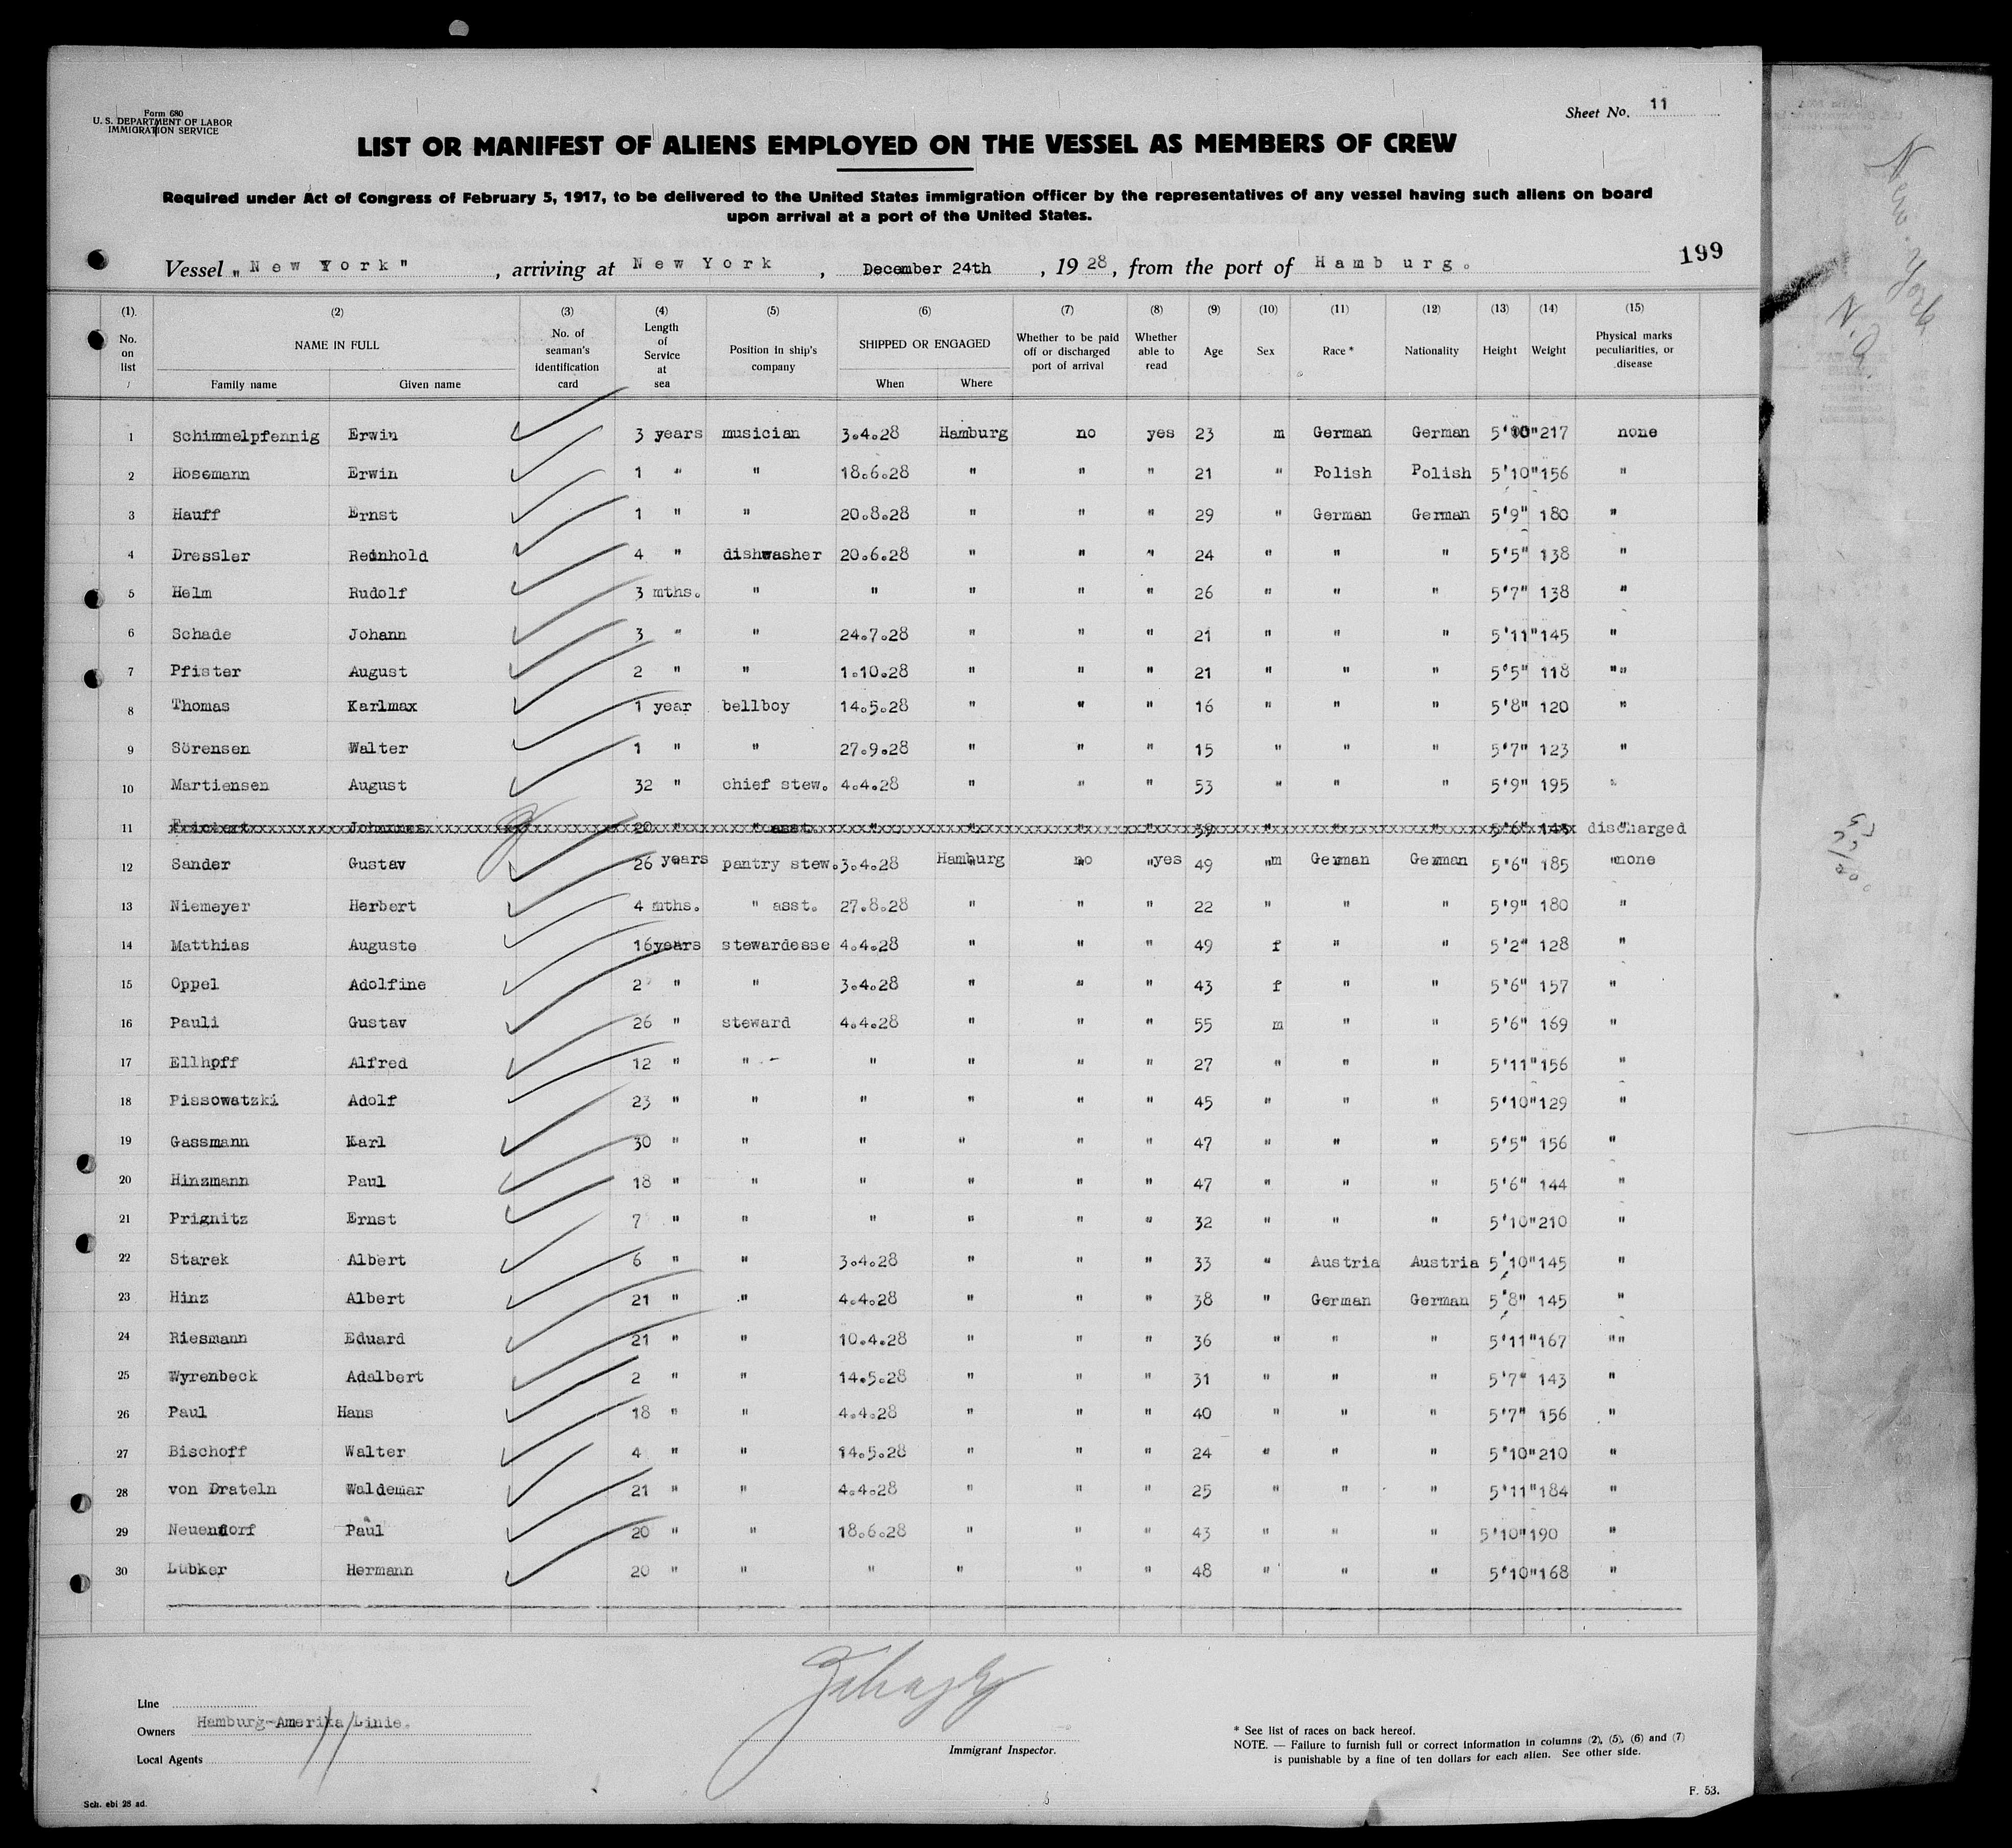 Form 680
U. S. DEPARTMENT OF LABOR
IMMIGRATION SERVICE
Sheet No. 11
LIST OR MANIFEST OF ALIENS EMPLOYED ON THE VESSEL AS MEMBERS OF CREW
Required under Act of Congress of February 5, 1917, to be delivered to the United States immigration officer by the representatives of any vessel having such aliens on board
upon arrival at a port of the United States.
Vessel „New York", arriving at New York, December 24th, 1928, from the port of Hamburg. 199
(1) (2) (3) (4) (5) (6) (7) (8) (9) (10) (11) (12) (13) (14) (15)
No. on list NAME IN FULL Family name Given name No. of seaman's identification card Length of Service at sea Position in ship's company SHIPPED OR ENGAGED When Where Whether to be paid off or discharged port of arrival Whether able to read Age Sex Race * Nationality Height Weight Physical marks peculiarities, or disease
1 Schimmelpfennig Erwin 3 years musician 3.4.28 Hamburg no yes 23 m German German 5'10" 217 none
2 Hosemann Erwin 1 " " 18.6.28 " " " 21 " Polish Polish 5'10" 156 "
3 Hauff Ernst 1 " " 20.8.28 " " " 29 " German German 5'9" 180 "
4 Dressler Reinhold 4 " dishwasher 20.6.28 " " " 24 " " " 5'5" 138 "
5 Helm Rudolf 3 mths. " " " " " 26 " " " 5'7" 138 "
6 Schade Johann 3 " " 24.7.28 " " " 21 " " " 5'11" 145 "
7 Pfister August 2 " " 1.10.28 " " " 21 " " " 5'5" 118 ""
8 Thomas Karlmax 1 year bellboy 14.5.28 " " " 16 " " " 5'8" 120 "
9 Sörensen Walter 1 " " 27.9.28 " " " 15 " " " 5'7" 123 "
10 Martiensen August 32 " chief stew. 4.4.28 " " " 53 " " " 5'9" 195 "
11 Johannes 20 " " asst. " " " " 39 " " " 5'6" 143 discharged
12 Sander Gustav 26 years pantry stew. 3.4.28 Hamburg no yes 49 m German German 5'6" 185 none
13 Niemeyer Herbert 4 mths. " asst. 27.8.28 " " " 22 " " " 5'9" 180 "
14 Matthias Auguste 16 years stewardesse 4.4.28 " " " 49 f " " 5'2" 128 "
15 Oppel Adolfine 2 " " 3.4.28 " " " 43 f " " 5'6" 157 "
16 Pauli Gustav 26 " steward 4.4.28 " " " 55 m " " 5'6" 169 "
17 Ellhoff Alfred 12 " " - " " " " 27 " " " 5'11" 156 "
18 Pissowatzki Adolf 23 " " " " " " 45 " " " 5'10" 129 "
19 Gassmann Karl 30 " " " " " " 47 " " " 5'5" 156 "
20 Hinzmann Paul 18 " " " " " " 47 " " " 5'6" 144 "
21 Prignitz Ernst 7 " " " " " " 32 " " " 5'10" 210 "
22 Starek Albert 6 " " 3.4.28 " " " 33 " Austria Austria 5'10" 145 "
23 Hinz Albert 21 " " 4.4.28 " " " 38 " German German 5'8" 145 "
24 Riesmann Eduard 21 " " 10.4.28 " " " 36 " " " 5'11" 167 ""
25 Wyrenbeck Adalbert 2 " " 14.5.28 " " " 31 " " " 5'7" 143 "
26 Paul Hans 18 " " 4.4.28 " " " 40 " " " 5'7" 156 "
27 Bischoff Walter 4 " " 14.5.28 " " " 24 " " " 5'10" 210 "
28 von Drateln Waldemar 21 " " 4.4.28 " " " 25 " " " 5'11" 184 "
29 Neuendorf Paul 20 " " 18.6.28 " " " 43 " " " 5'10" 190 "
30 Lübker Hermann 20 " " " " " " 48 " " " 5'10" 168 "
Line
Owners Hamburg-Amerika Linie.
Local Agents
Immigrant Inspector.
* See list of races on back hereof.
NOTE. — Failure to furnish full or correct information in columns (2), (5), (6) and (7)
is punishable by a fine of ten dollars for each alien. See other side.
Sch. ebi 28 ad.
F. 53.
New York
N.Y.